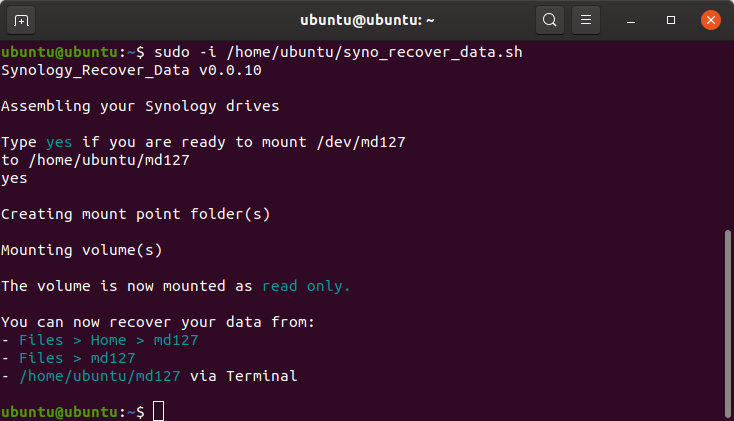 ubuntu@ubuntu: ~
ubuntu@ubuntu:~$ sudo -i /home/ubuntu/syno_recover_data.sh
Synology_Recover_Data v0.0.10
Assembling your Synology drives
Type yes if you are ready to mount /dev/md127
to /home/ubuntu/md127
yes
Creating mount point folder(s)
Mounting volume(s)
The volume is now mounted as read only.
You can now recover your data from:
- Files > Home > md127
- Files > md127
- /home/ubuntu/md127 via Terminal
ubuntu@ubuntu:~$